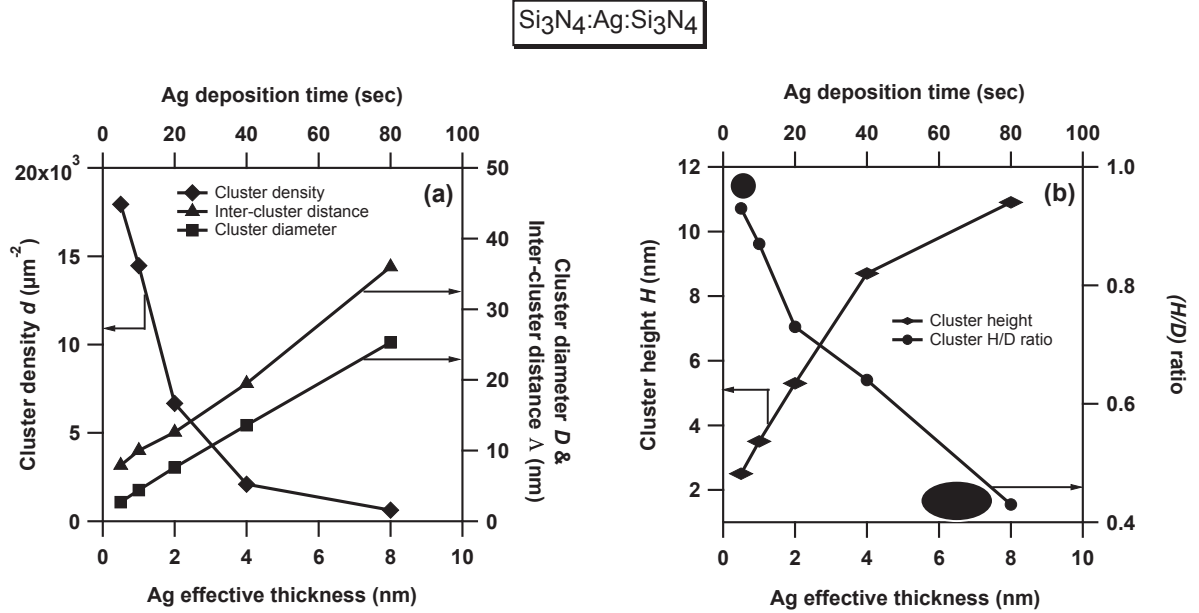 Si3N4:Ag:Si3N4
Ag deposition time (sec)
0 20 40 60 80 100
20x10³
15
10
5
0
Cluster density d (µm⁻²)
Cluster density
Inter-cluster distance
Cluster diameter
(a)
50
40
30
20
10
0
Cluster diameter D &
Inter-cluster distance Λ (nm)
0 2 4 6 8 10
Ag effective thickness (nm)
Ag deposition time (sec)
0 20 40 60 80 100
12
10
8
6
4
2
Cluster height H (nm)
(b)
Cluster height
Cluster H/D ratio
1.0
0.8
0.6
0.4
(H/D) ratio
0 2 4 6 8 10
Ag effective thickness (nm)